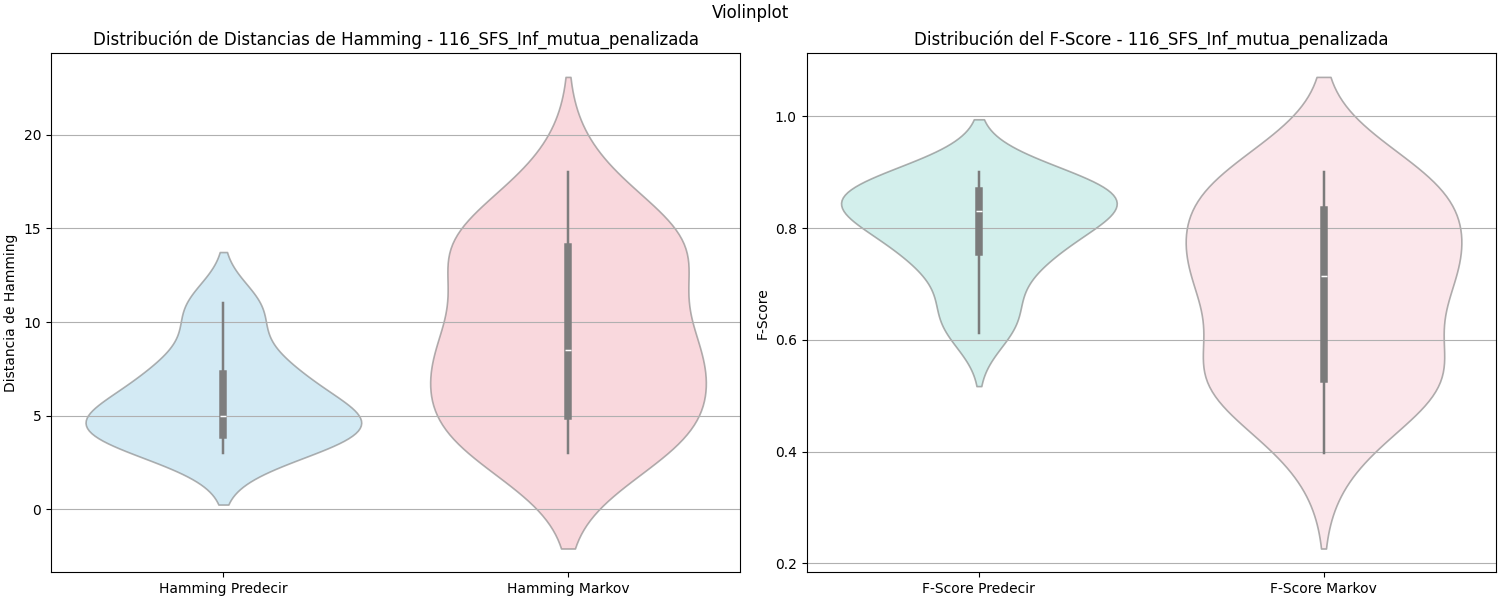 Violinplot
Distribución de Distancias de Hamming - 116_SFS_Inf_mutua_penalizada
Distancia de Hamming
20
15
10
5
0
Hamming Predecir
Hamming Markov
Distribución del F-Score - 116_SFS_Inf_mutua_penalizada
F-Score
1.0
0.8
0.6
0.4
0.2
F-Score Predecir
F-Score Markov